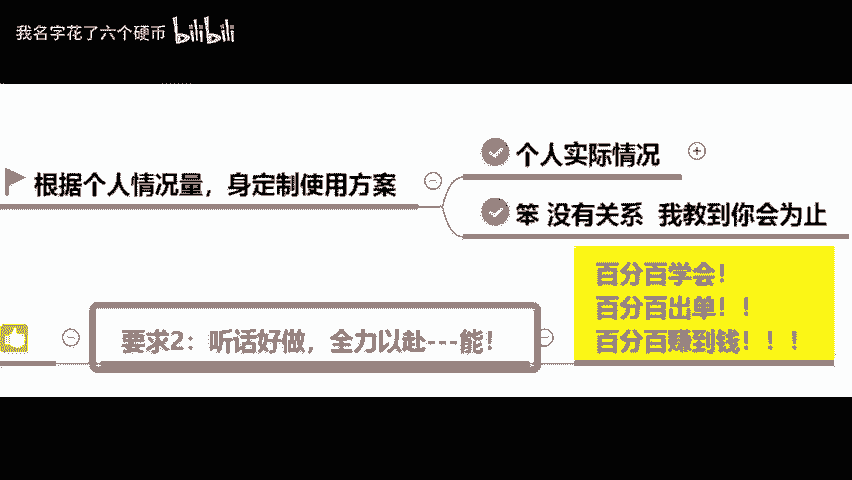 我名字花了六个硬币 bilibili
个人实际情况
根据个人情况量，身定制使用方案
笨 没有关系 我教到你会为止
百分百学会！
百分百出单！！
要求2：听话好做，全力以赴---能！
百分百赚到钱！！！